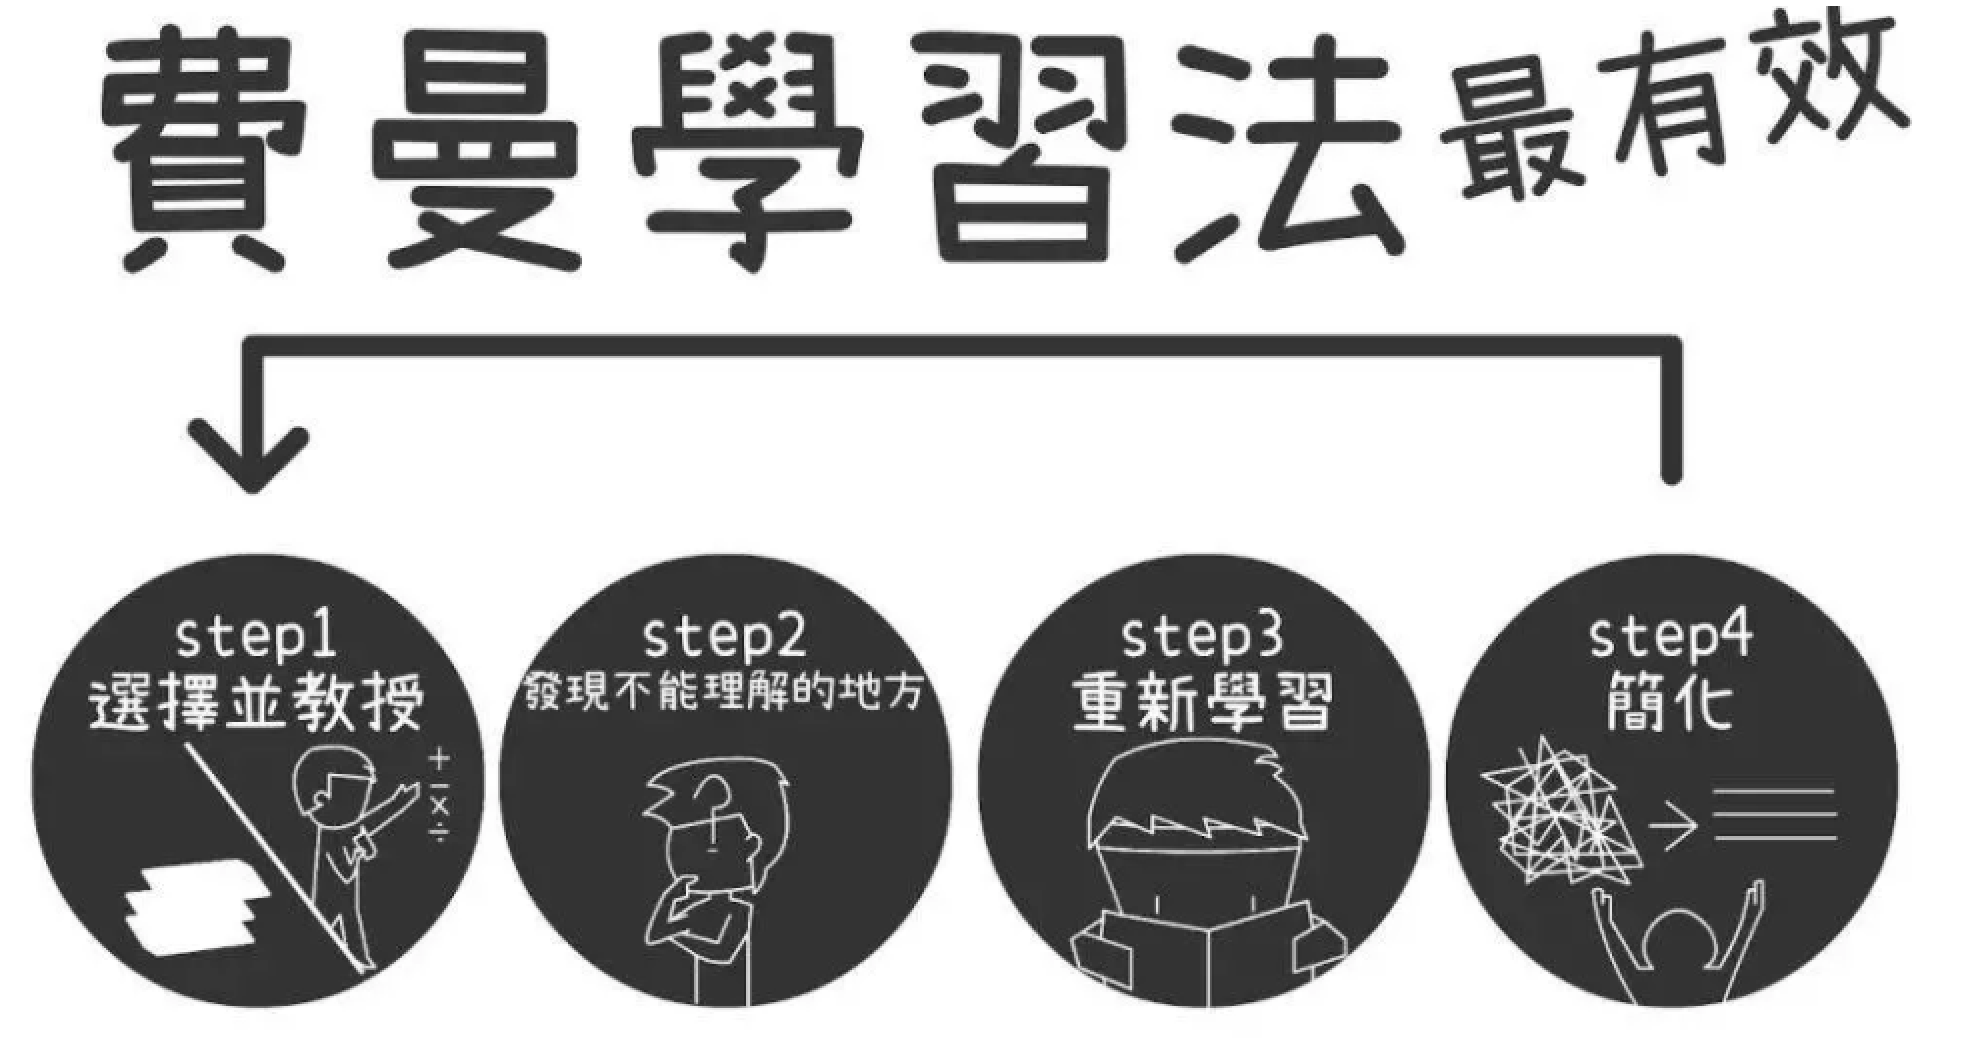 費曼學習法最有效
step1
選擇並教授
+
−
×
÷
step2
發現不能理解的地方
step3
重新學習
step4
簡化